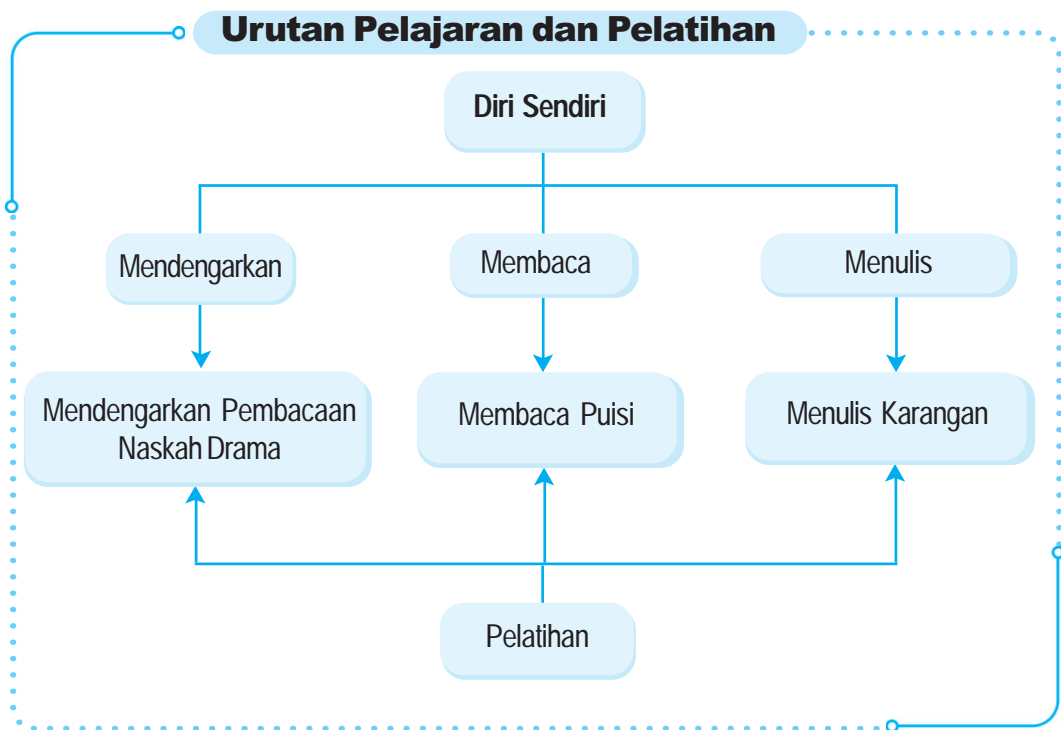 Urutan Pelajaran dan Pelatihan
Diri Sendiri
Mendengarkan
Membaca
Menulis
Mendengarkan Pembacaan
Naskah Drama
Membaca Puisi
Menulis Karangan
Pelatihan